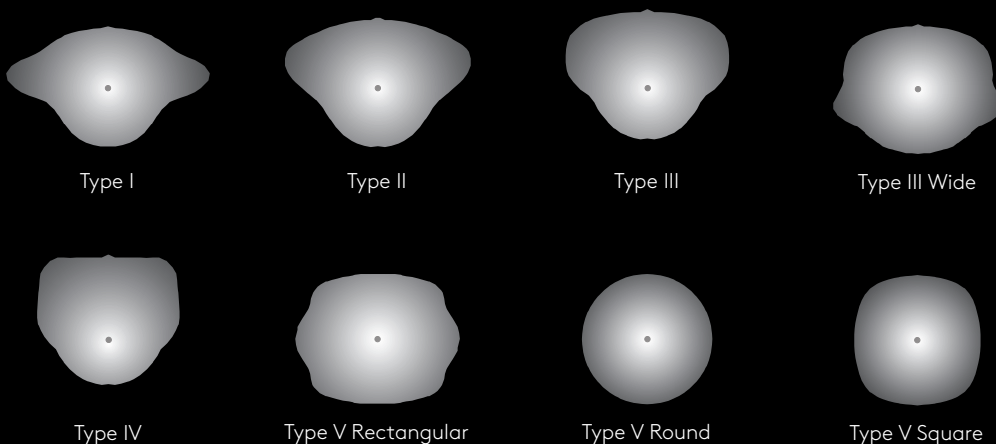 Type I
Type II
Type III
Type III Wide
Type IV
Type V Rectangular
Type V Round
Type V Square